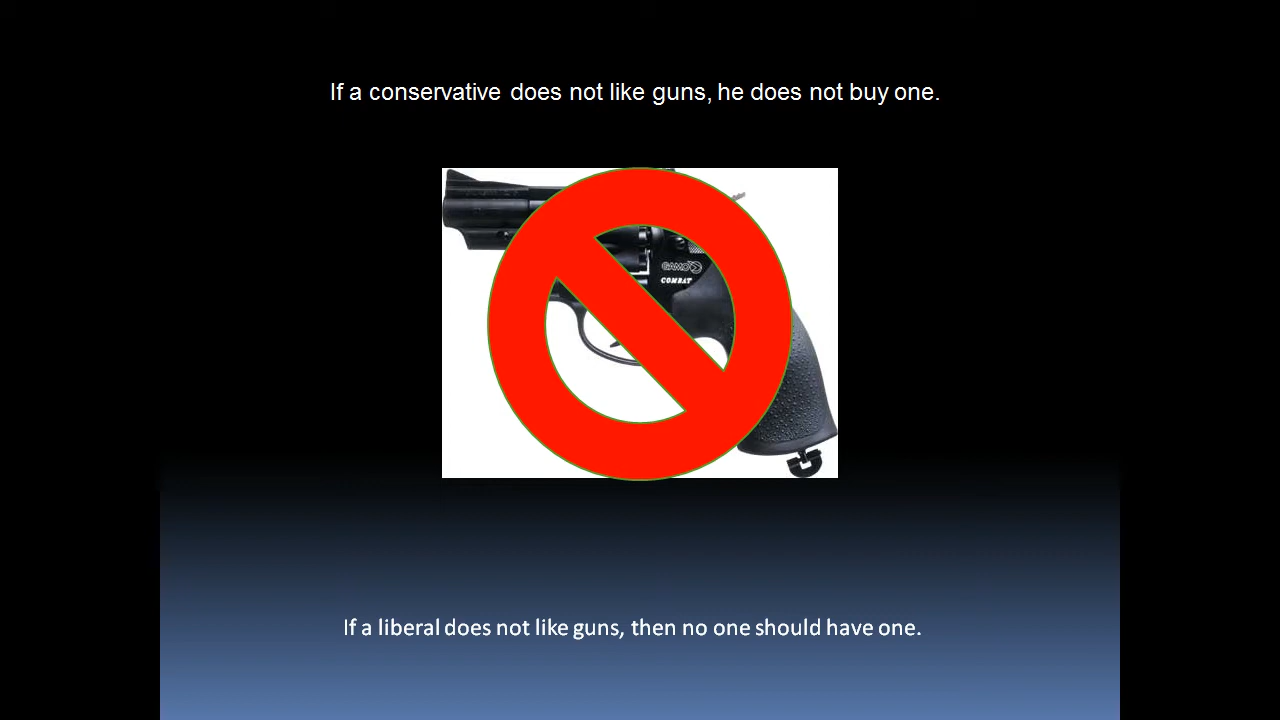 If a conservative does not like guns, he does not buy one.
GAMO
COMBAT
If a liberal does not like guns, then no one should have one.